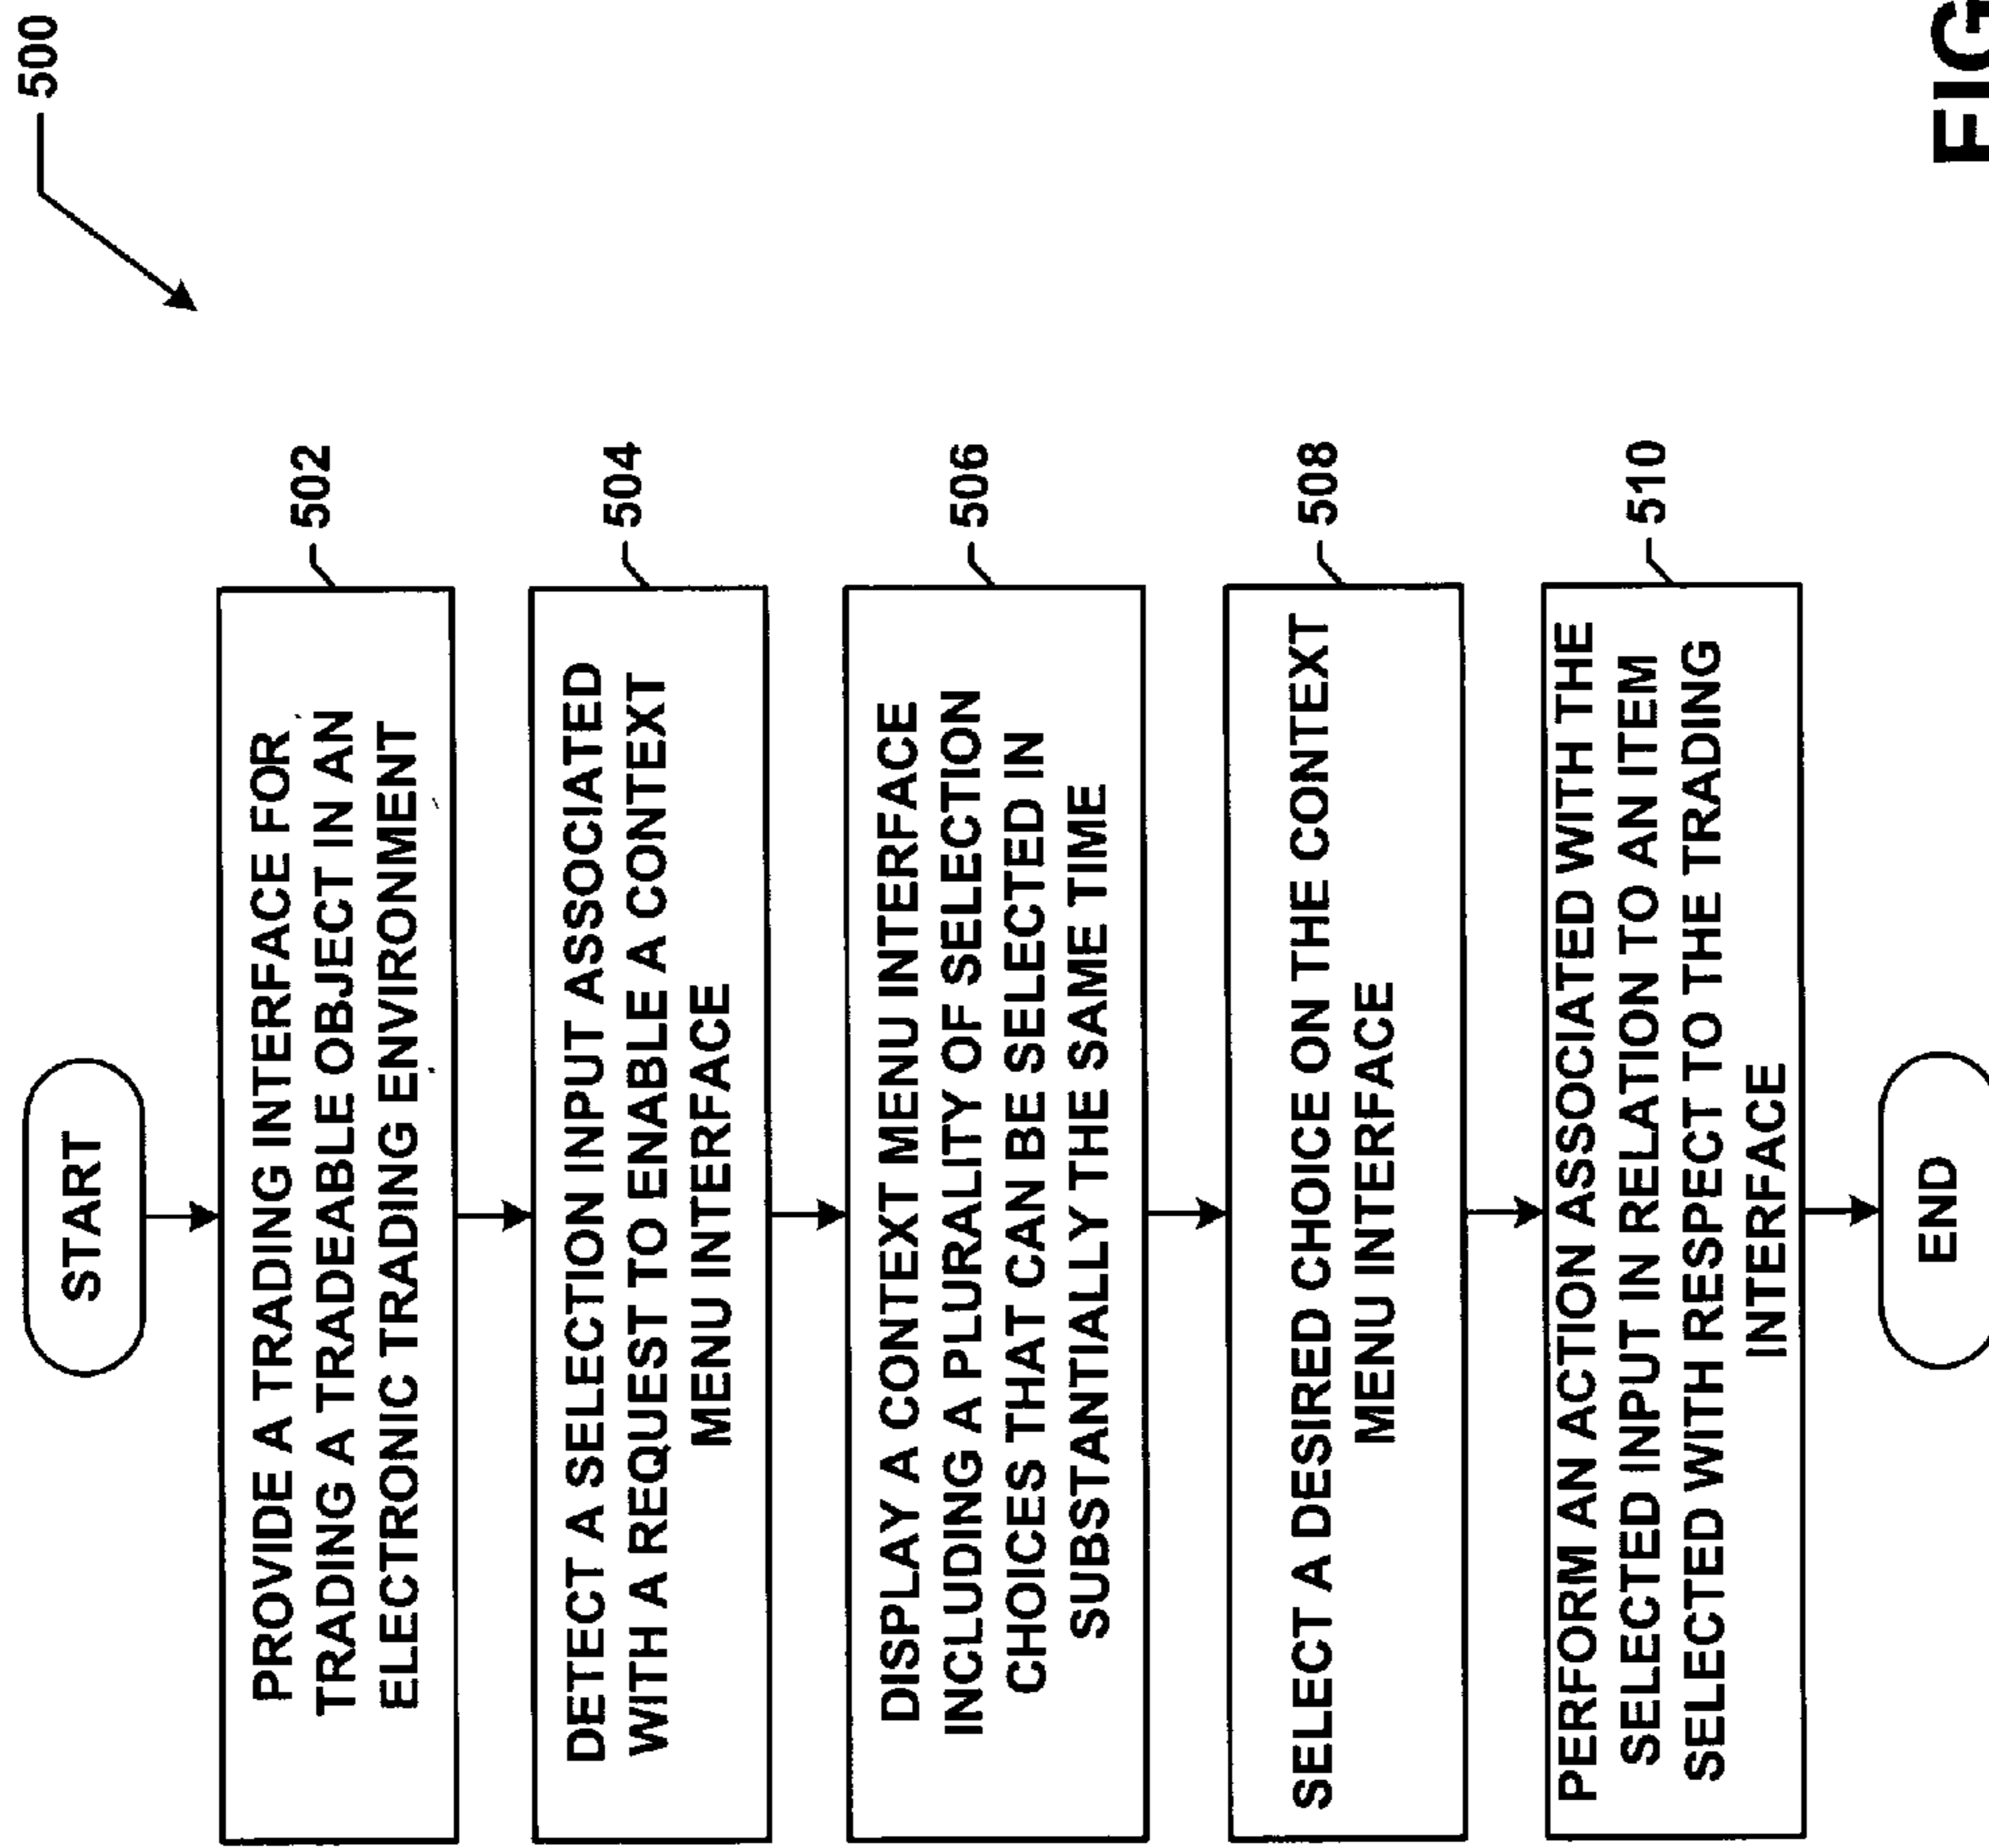 500
START
502
PROVIDE A TRADING INTERFACE FOR
TRADING A TRADEABLE OBJECT IN AN
ELECTRONIC TRADING ENVIRONMENT
504
DETECT A SELECTION INPUT ASSOCIATED
WITH A REQUEST TO ENABLE A CONTEXT
MENU INTERFACE
506
DISPLAY A CONTEXT MENU INTERFACE
INCLUDING A PLURALITY OF SELECTION
CHOICES THAT CAN BE SELECTED IN
SUBSTANTIALLY THE SAME TIME
508
SELECT A DESIRED CHOICE ON THE CONTEXT
MENU INTERFACE
510
PERFORM AN ACTION ASSOCIATED WITH THE
SELECTED INPUT IN RELATION TO AN ITEM
SELECTED WITH RESPECT TO THE TRADING
INTERFACE
END
FIG